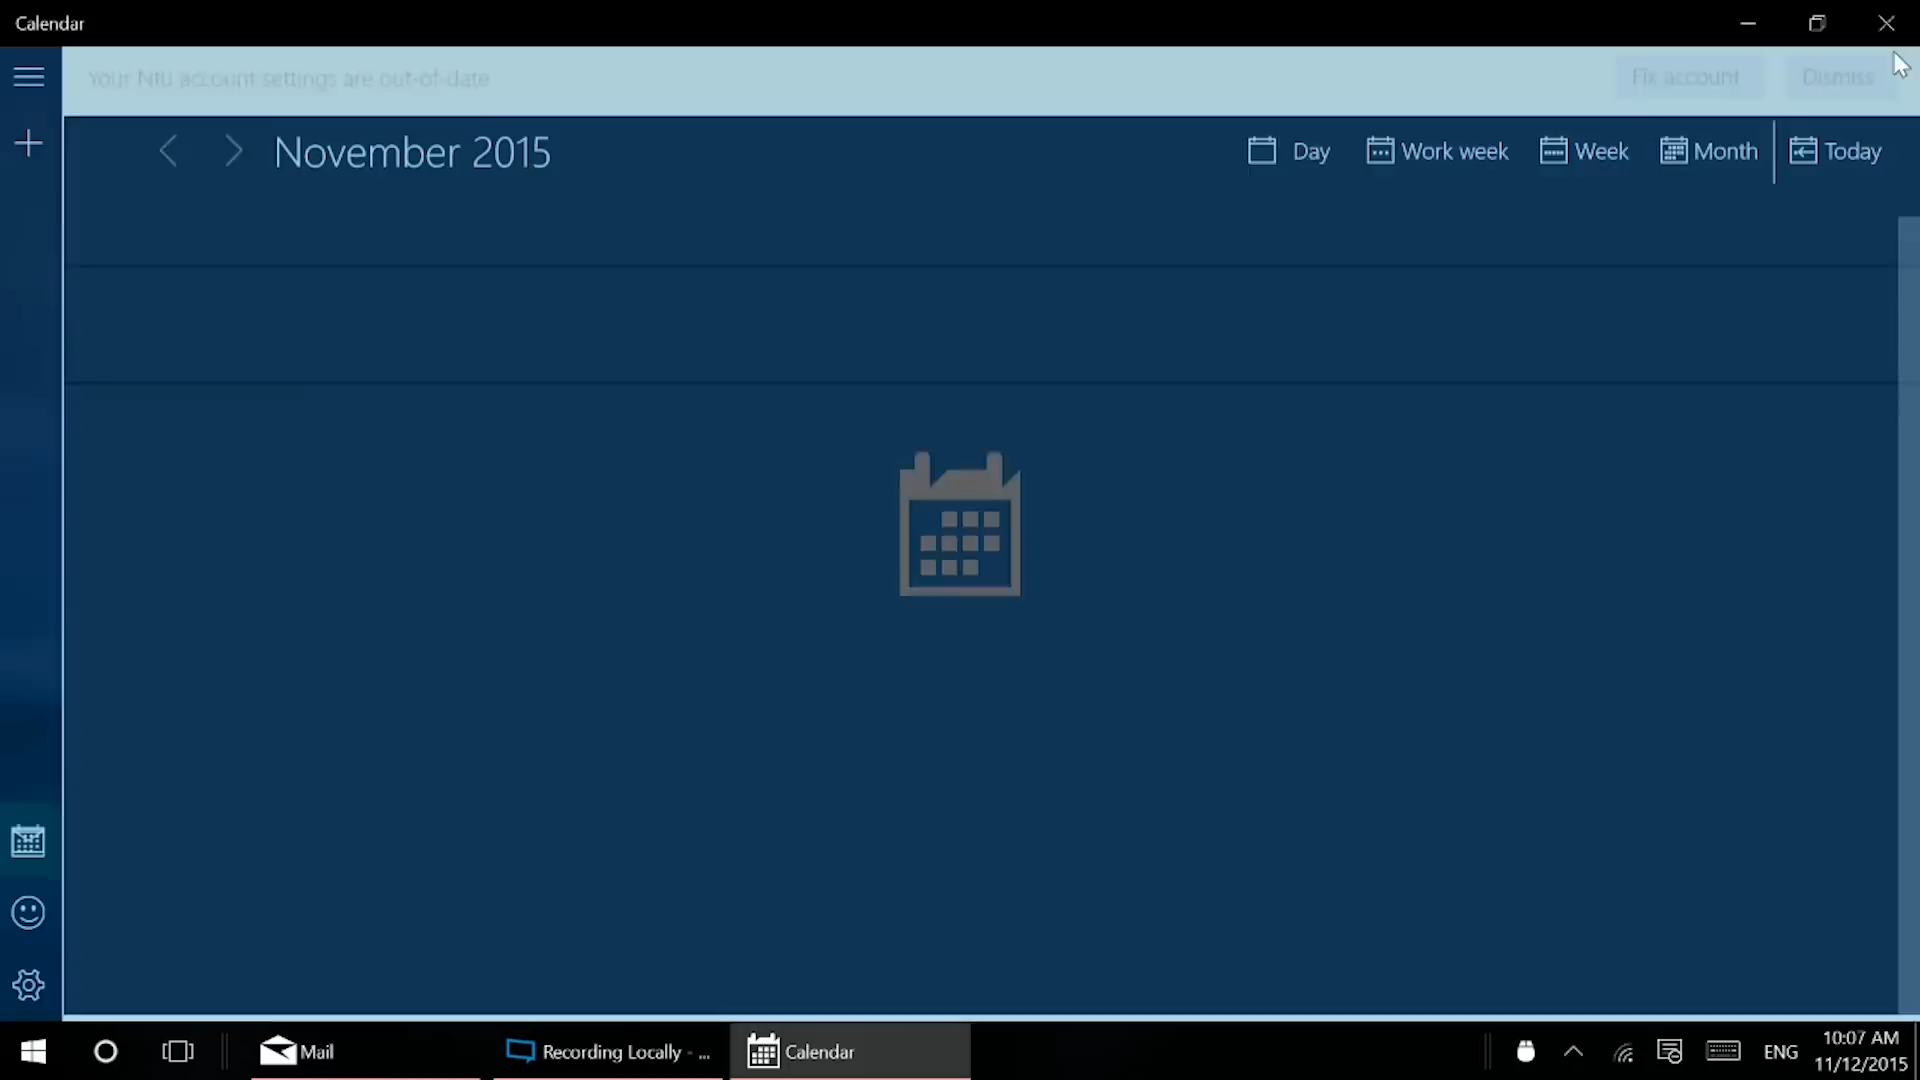 Calendar
Your NIU account settings are out-of-date
Fix account
Dismiss
November 2015
Day
Work week
Week
Month
Today
Mail
Recording Locally - ...
Calendar
ENG
10:07 AM
11/12/2015